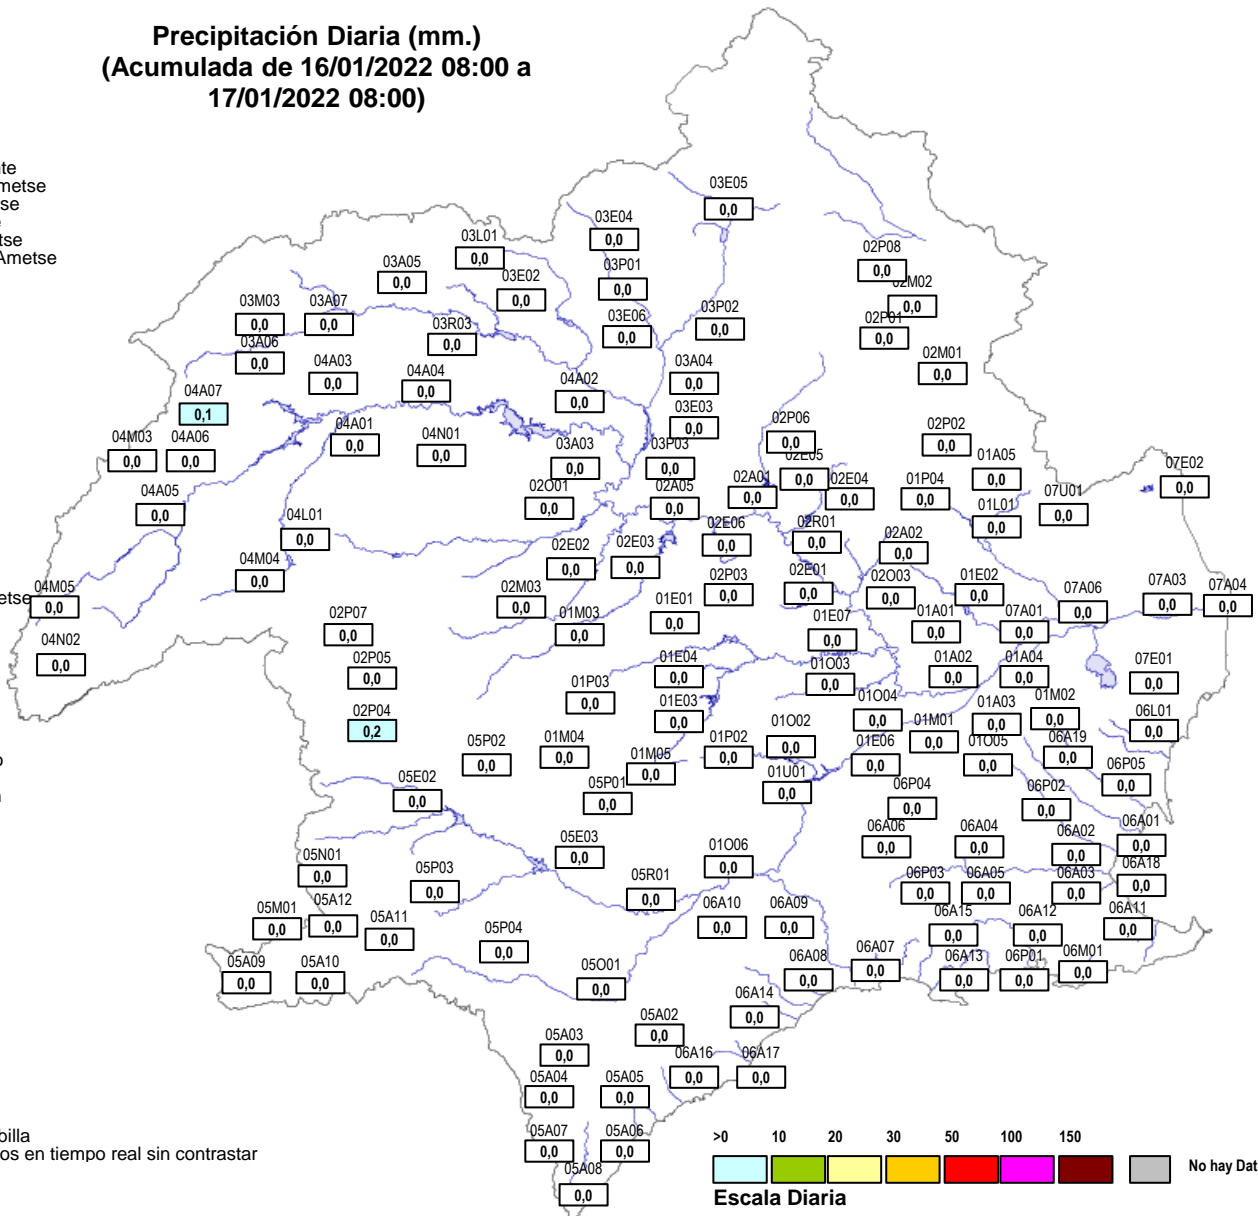 Precipitación Diaria (mm.)
(Acumulada de 16/01/2022 08:00 a
17/01/2022 08:00)
Ametse
Ametse
03E05
0,0
03E04
0,0
03L01
0,0
02P08
0,0
03A05
0,0
03P01
0,0
03E02
0,0
02M02
0,0
03M03
0,0
03A07
0,0
03P02
0,0
03E06
0,0
02P01
0,0
03R03
0,0
03A06
0,0
04A03
0,0
04A04
0,0
03A04
0,0
02M01
0,0
04A02
0,0
04A07
0,1
03E03
0,0
02P06
0,0
02P02
0,0
04A01
0,0
04N01
0,0
04M03
0,0
04A06
0,0
03A03
0,0
03P03
0,0
02E05
0,0
01A05
0,0
07E02
0,0
04A05
0,0
02O01
0,0
02A05
0,0
02A01
0,0
02E04
0,0
01P04
0,0
07U01
0,0
01L01
0,0
04L01
0,0
02E06
0,0
02R01
0,0
02A02
0,0
02E02
0,0
02E03
0,0
04M04
0,0
04M05
0,0
02M03
0,0
02P03
0,0
02E01
0,0
02O03
0,0
01E02
0,0
07A06
0,0
07A03
0,0
07A04
0,0
02P07
0,0
01M03
0,0
01E01
0,0
01E07
0,0
01A01
0,0
07A01
0,0
04N02
0,0
02P05
0,0
01E04
0,0
01O03
0,0
01A02
0,0
01A04
0,0
07E01
0,0
01P03
0,0
02P04
0,2
01E03
0,0
01O04
0,0
01A03
0,0
01M02
0,0
06L01
0,0
05P02
0,0
01M04
0,0
01M05
0,0
01P02
0,0
01O02
0,0
01M01
0,0
01E06
0,0
01O05
0,0
06A19
0,0
05E02
0,0
05P01
0,0
01U01
0,0
06P04
0,0
06P02
0,0
06P05
0,0
05E03
0,0
01O06
0,0
06A06
0,0
06A04
0,0
06A02
0,0
06A01
0,0
05N01
0,0
05P03
0,0
05R01
0,0
06P03
0,0
06A05
0,0
06A03
0,0
06A18
0,0
05M01
0,0
05A12
0,0
05A11
0,0
05P04
0,0
06A10
0,0
06A09
0,0
06A15
0,0
06A12
0,0
06A11
0,0
05A09
0,0
05A10
0,0
05O01
0,0
06A08
0,0
06A07
0,0
06A13
0,0
06P01
0,0
06M01
0,0
06A14
0,0
05A02
0,0
05A03
0,0
06A16
0,0
06A17
0,0
05A04
0,0
05A05
0,0
05A07
0,0
05A06
0,0
05A08
0,0
billa
os en tiempo real sin contrastar
>0 10 20 30 50 100 150
No hay Dat
Escala Diaria